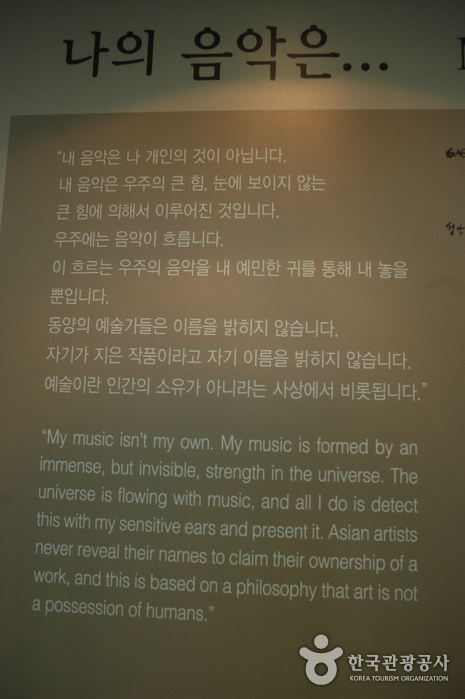 나의 음악은...
“내 음악은 나 개인의 것이 아닙니다.
내 음악은 우주의 큰 힘, 눈에 보이지 않는
큰 힘에 의해서 이루어진 것입니다.
우주에는 음악이 흐릅니다.
이 흐르는 우주의 음악을 내 예민한 귀를 통해 내 놓을
뿐입니다.
동양의 예술가들은 이름을 밝히지 않습니다.
자기가 지은 작품이라고 자기 이름을 밝히지 않습니다.
예술이란 인간의 소유가 아니라는 사상에서 비롯됩니다.”
“My music isn’t my own. My music is formed by an
immense, but invisible, strength in the universe. The
universe is flowing with music, and all I do is detect
this with my sensitive ears and present it. Asian artists
never reveal their names to claim their ownership of a
work, and this is based on a philosophy that art is not
a possession of humans.”
한국관광공사
KOREA TOURISM ORGANIZATION